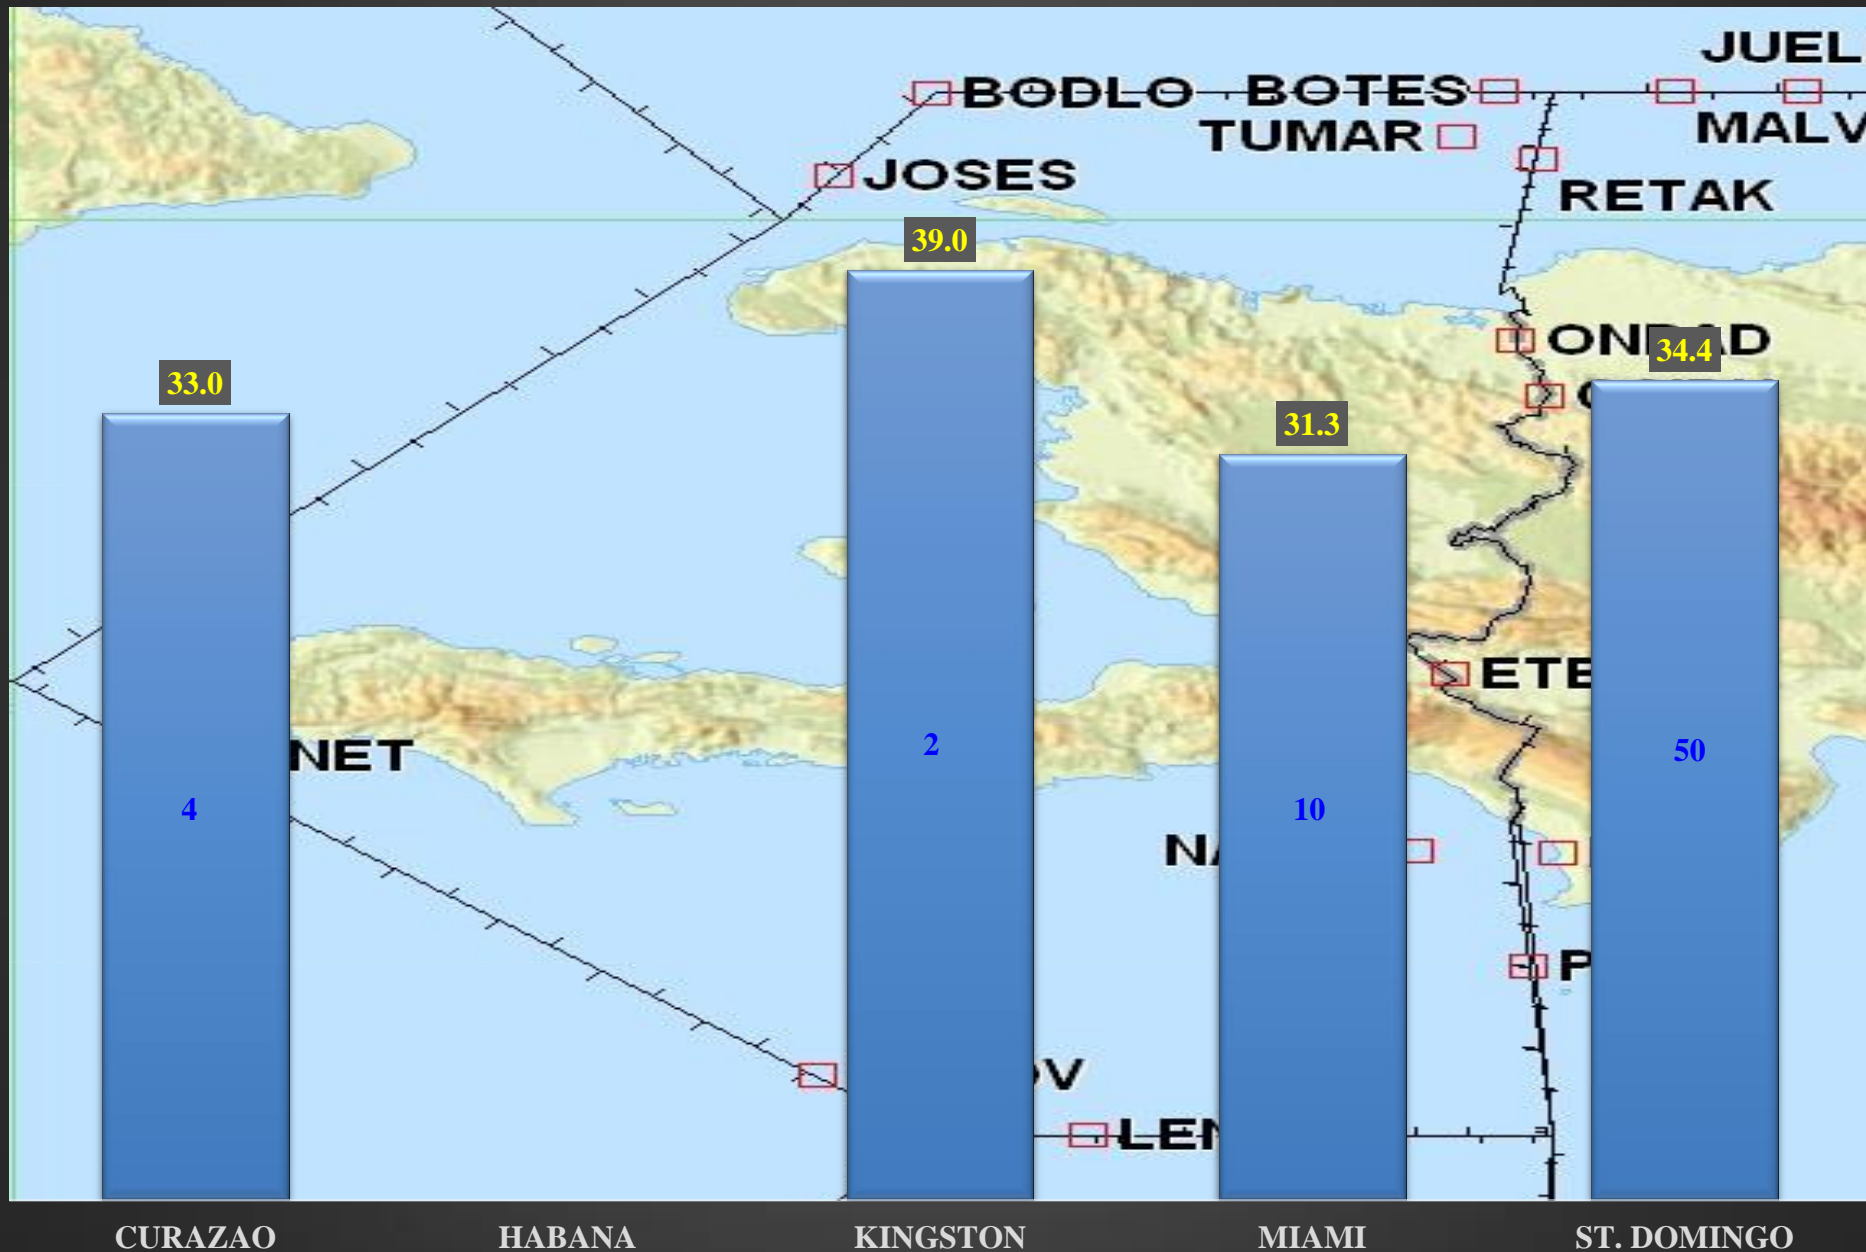 JUEL
BODLO BOTES
TUMAR
MALV
JOSES
RETAK
39.0
33.0
34.4
31.3
2
50
NET
4
10
LEN
CURAZAO HABANA KINGSTON MIAMI ST. DOMINGO